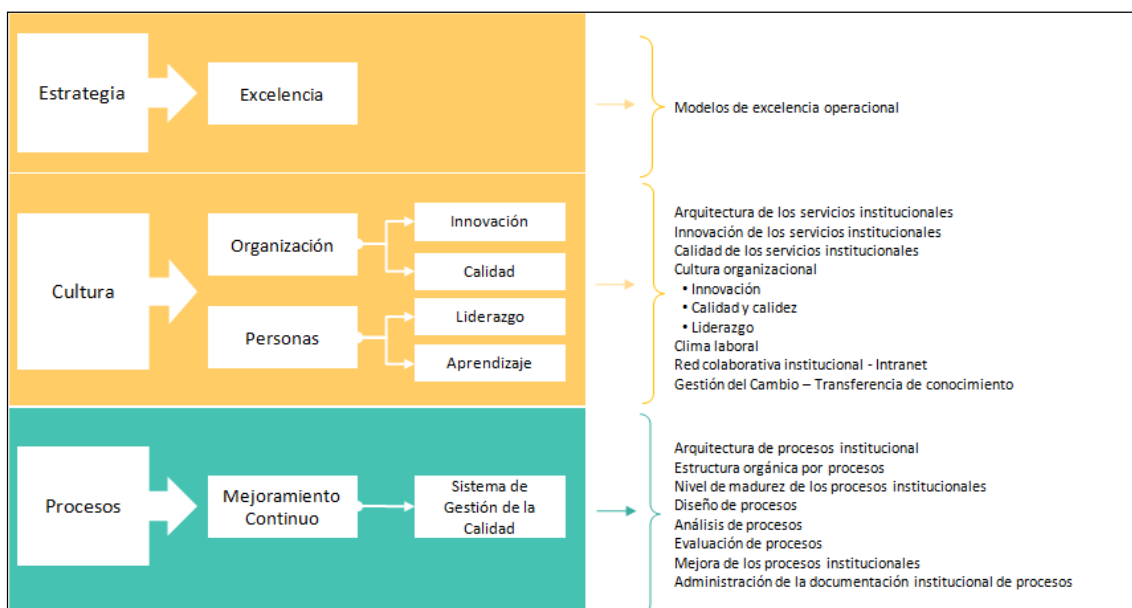 Estrategia
Excelencia
Modelos de excelencia operacional
Cultura
Organización
Innovación
Calidad
Personas
Liderazgo
Aprendizaje
Arquitectura de los servicios institucionales
Innovación de los servicios institucionales
Calidad de los servicios institucionales
Cultura organizacional
• Innovación
• Calidad y calidez
• Liderazgo
Clima laboral
Red colaborativa institucional - Intranet
Gestión del Cambio – Transferencia de conocimiento
Procesos
Mejoramiento
Continuo
Sistema de
Gestión de la
Calidad
Arquitectura de procesos institucional
Estructura orgánica por procesos
Nivel de madurez de los procesos institucionales
Diseño de procesos
Análisis de procesos
Evaluación de procesos
Mejora de los procesos institucionales
Administración de la documentación institucional de procesos